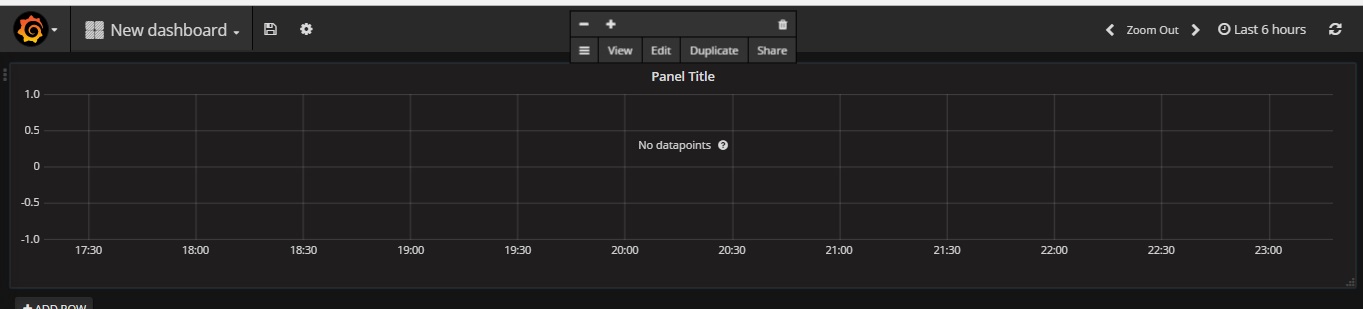 New dashboard
Zoom Out
Last 6 hours
View Edit Duplicate Share
Panel Title
1.0
0.5
0
-0.5
-1.0
No datapoints
17:30 18:00 18:30 19:00 19:30 20:00 20:30 21:00 21:30 22:00 22:30 23:00
ADD ROW